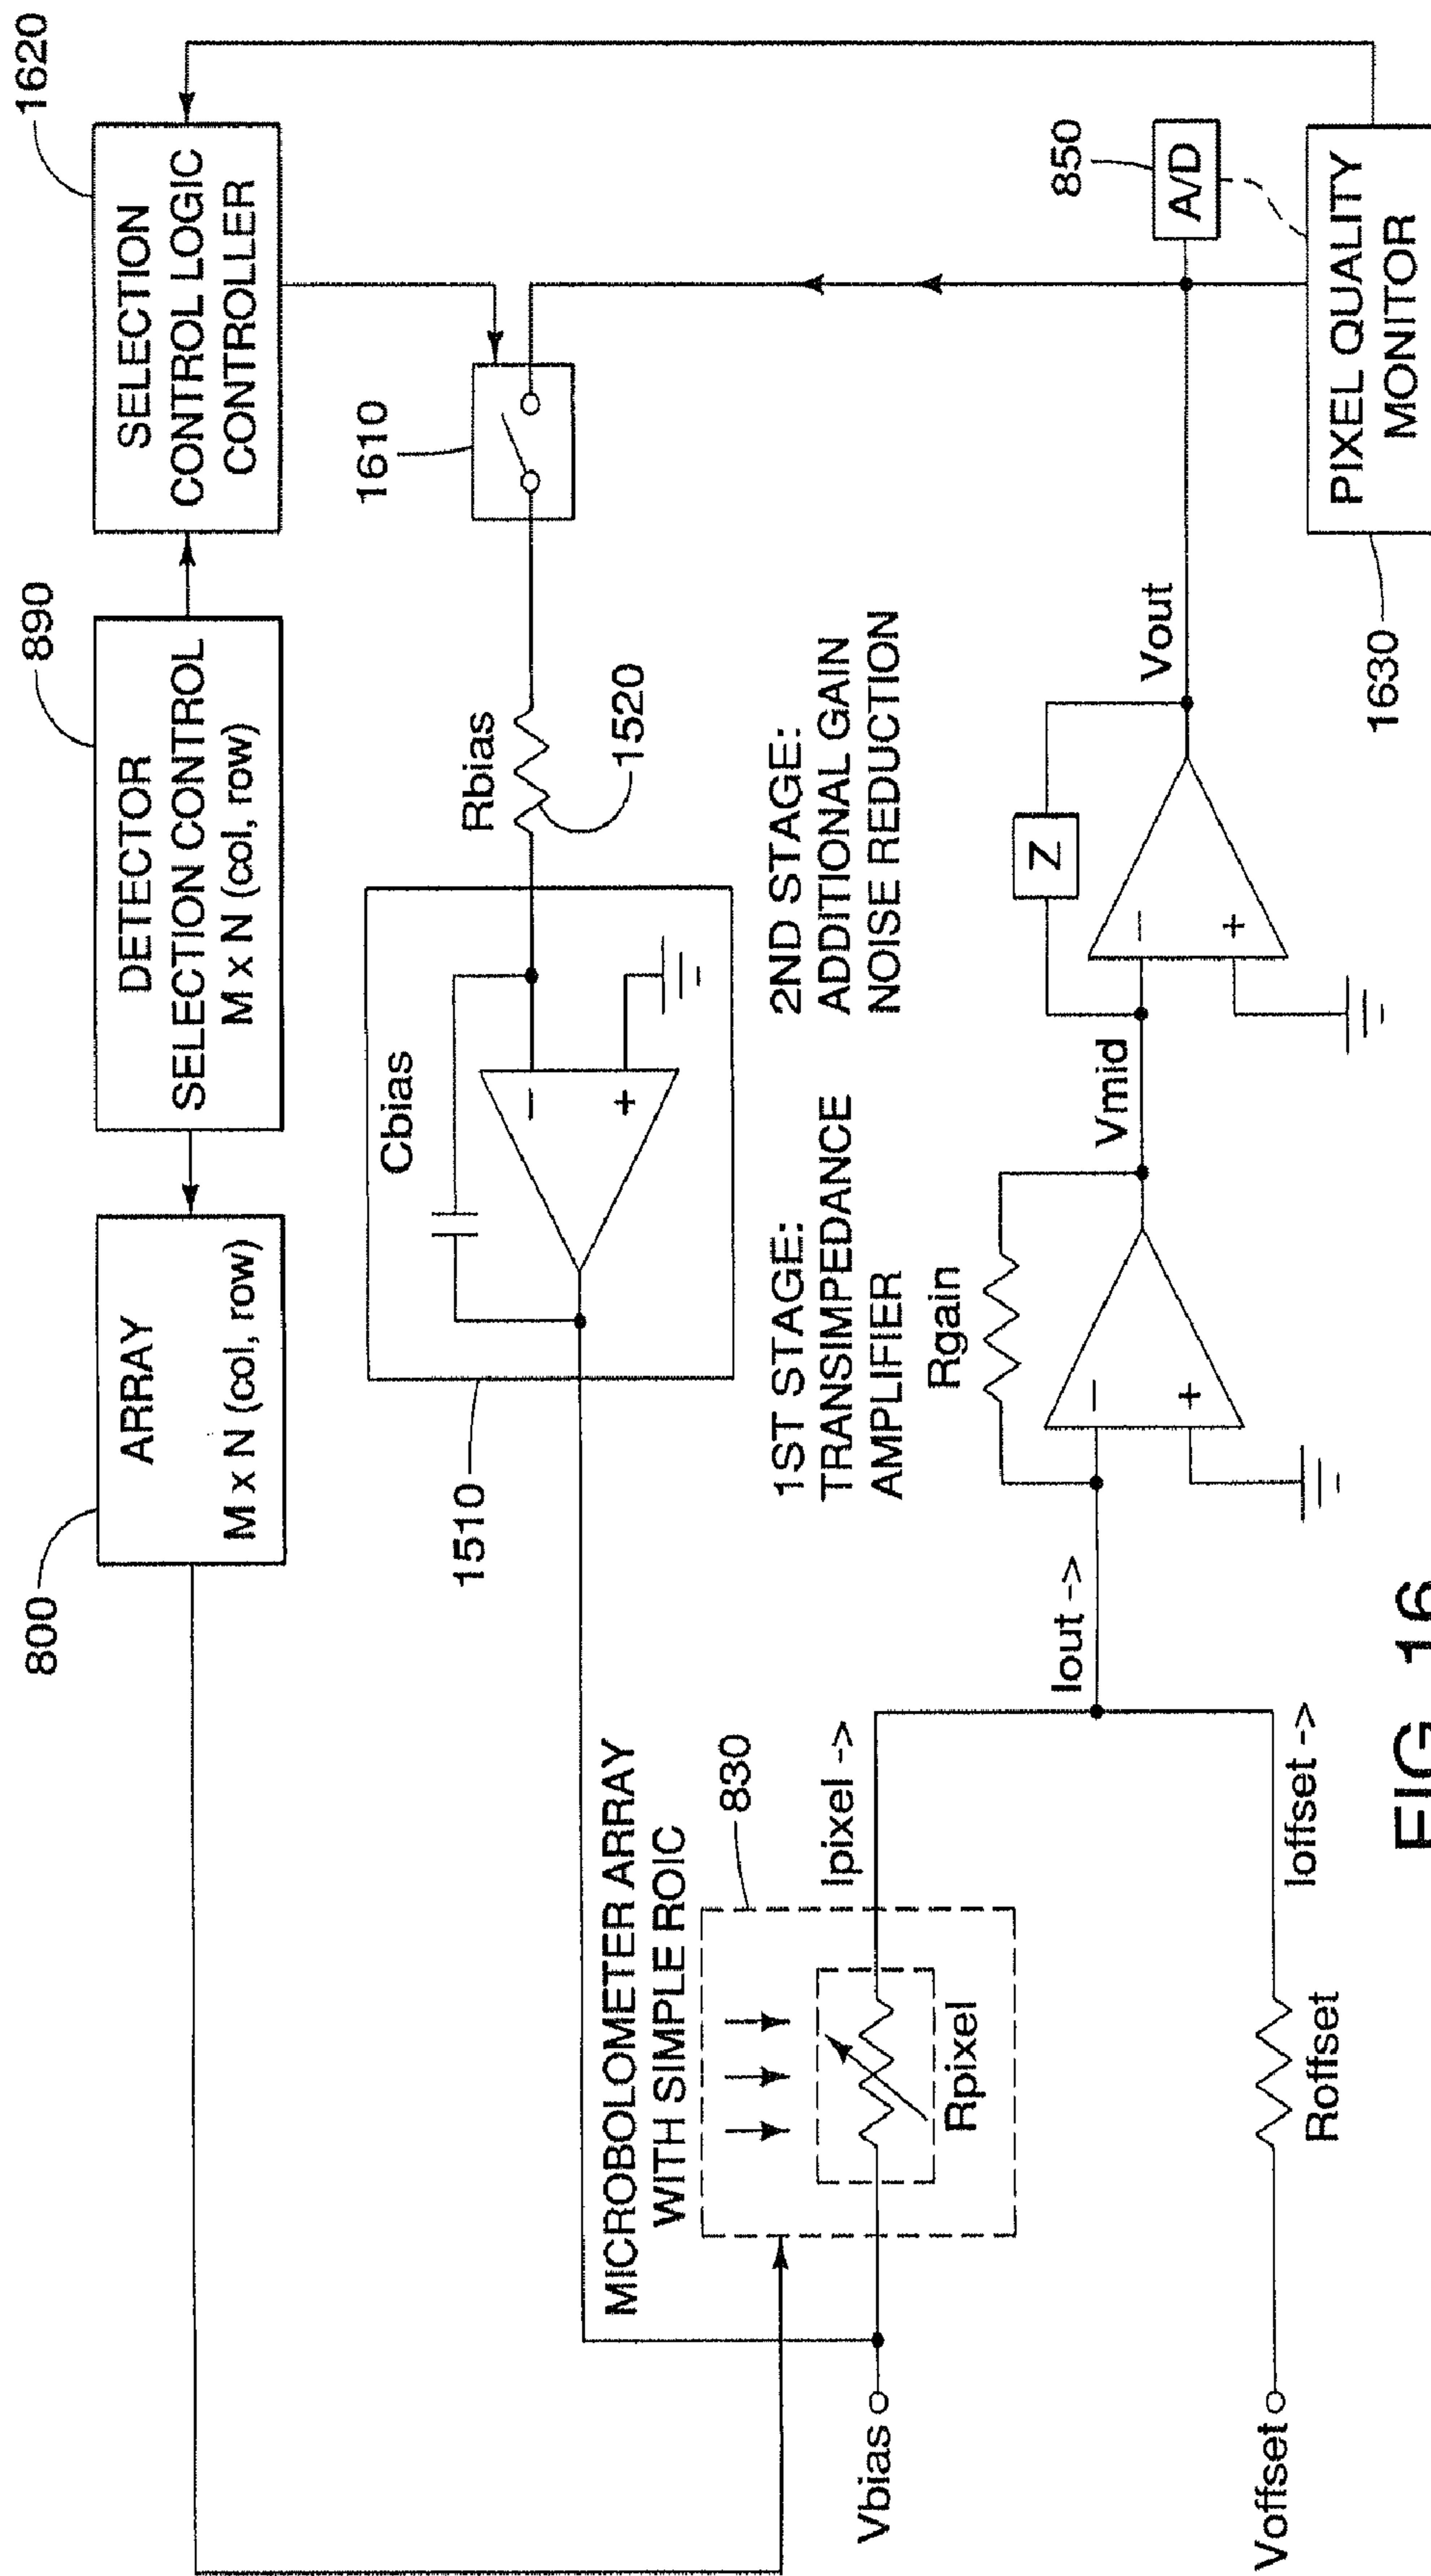 800
ARRAY
M x N (col, row)
890
DETECTOR
SELECTION CONTROL
M x N (col, row)
1620
SELECTION
CONTROL LOGIC
CONTROLLER
1510
Cbias
−
+
Rbias
1520
1610
MICROBOLOMETER ARRAY
WITH SIMPLE ROIC
830
Rpixel
Ipixel ->
Vbias
Voffset
Roffset
Ioffset ->
Iout ->
1ST STAGE:
TRANSIMPEDANCE
AMPLIFIER
Rgain
−
+
Vmid
2ND STAGE:
ADDITIONAL GAIN
NOISE REDUCTION
Z
−
+
Vout
850
A/D
PIXEL QUALITY
MONITOR
1630
FIG. 16